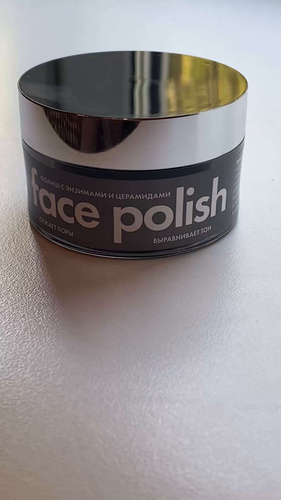 ПОЛИШ С ЭНЗИМАМИ И ЦЕРАМИДАМИ
face polish
СУЖАЕТ ПОРЫ
ВЫРАВНИВАЕТ ТОН